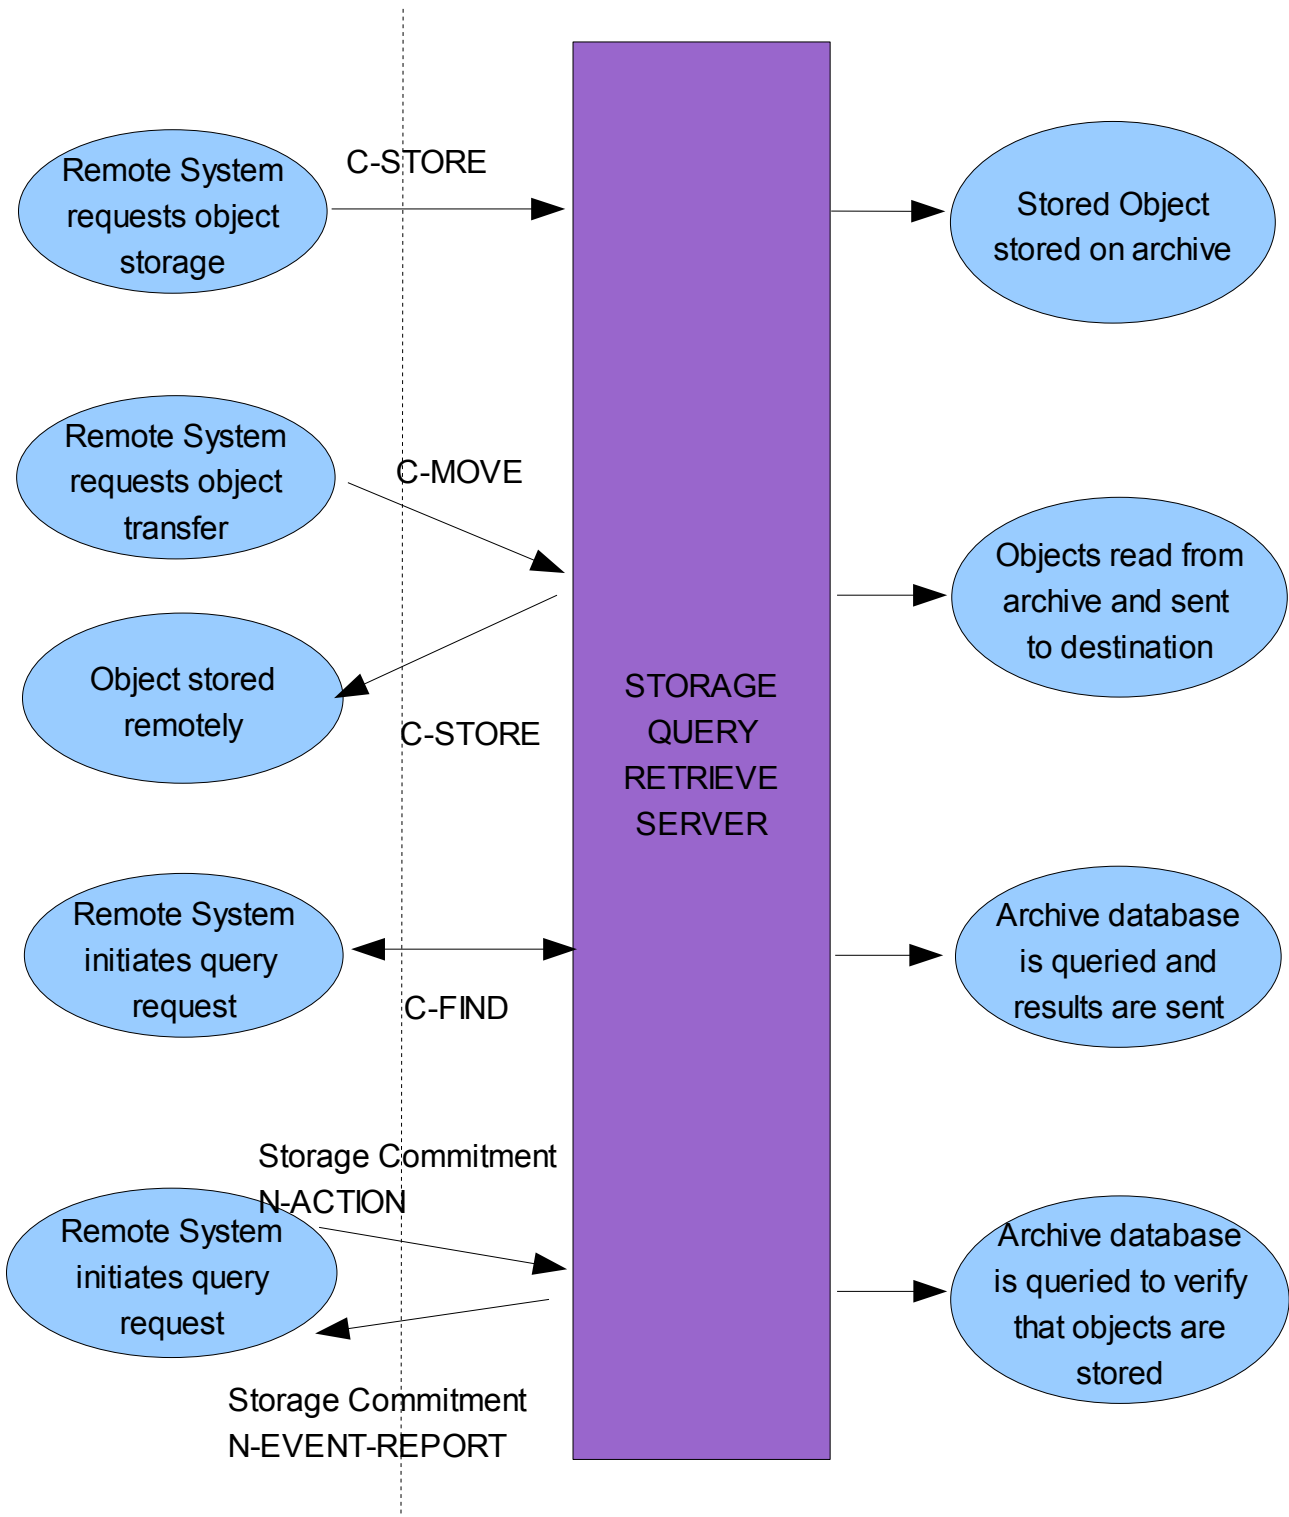 Remote System
requests object
storage
C-STORE
Stored Object
stored on archive
Remote System
requests object
transfer
C-MOVE
Object stored
remotely
C-STORE
Objects read from
archive and sent
to destination
STORAGE
QUERY
RETRIEVE
SERVER
Remote System
initiates query
request
C-FIND
Archive database
is queried and
results are sent
Storage Commitment
N-ACTION
Remote System
initiates query
request
Storage Commitment
N-EVENT-REPORT
Archive database
is queried to verify
that objects are
stored